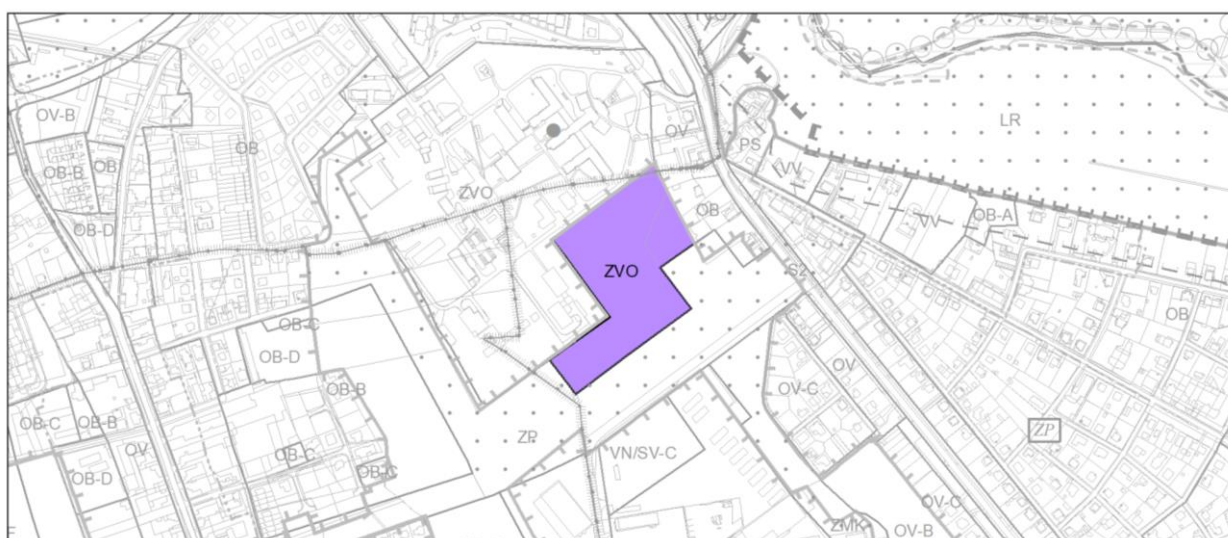 OV-B
OB
OB-B
OB
OB-D
ZVO
OV
PS
VV
LR
VV
OB-A
OB
ZVO
S2
OB
OB-C
OB-D
OB-B
OB-C
OB-B
OV
OB-D
OB-C
OB-C
ZP
VN/SV-C
OV-C
OV
ZP
OV-C
ZMK
OV-B